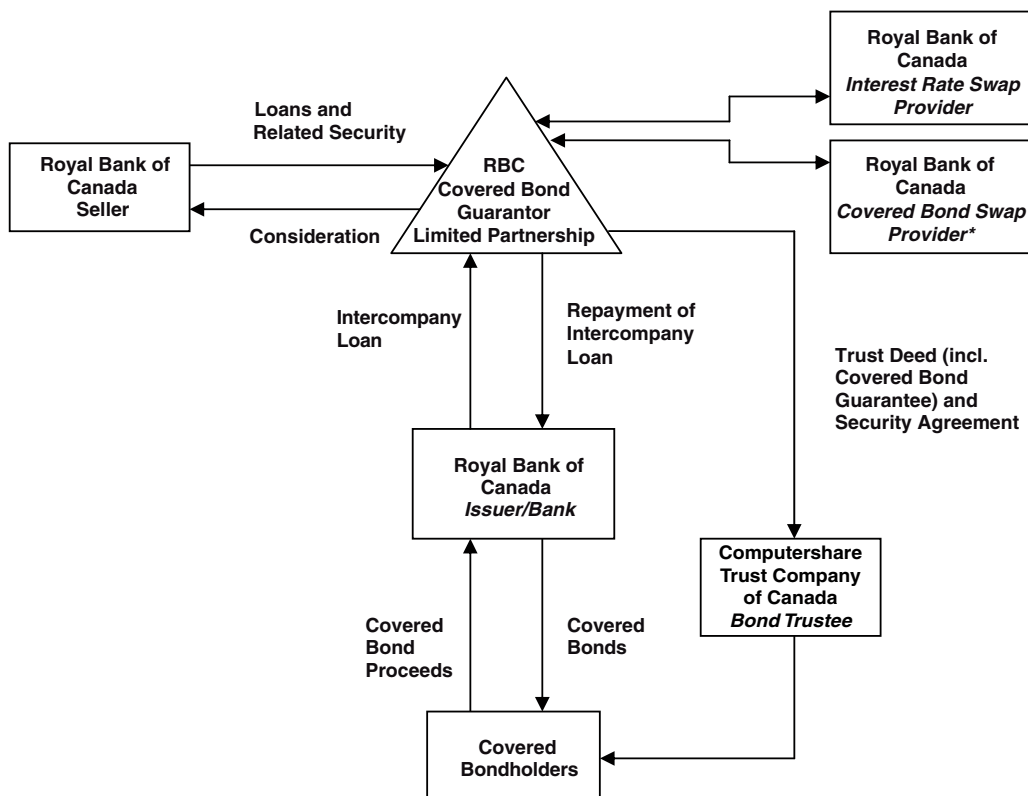 Royal Bank of
Canada
Interest Rate Swap
Provider
Loans and
Related Security
Royal Bank of
Canada
Seller
RBC
Covered Bond
Guarantor
Limited Partnership
Royal Bank of
Canada
Covered Bond Swap
Provider*
Consideration
Intercompany
Loan
Repayment of
Intercompany
Loan
Trust Deed (incl.
Covered Bond
Guarantee) and
Security Agreement
Royal Bank of
Canada
Issuer/Bank
Computershare
Trust Company
of Canada
Bond Trustee
Covered
Bond
Proceeds
Covered
Bonds
Covered
Bondholders